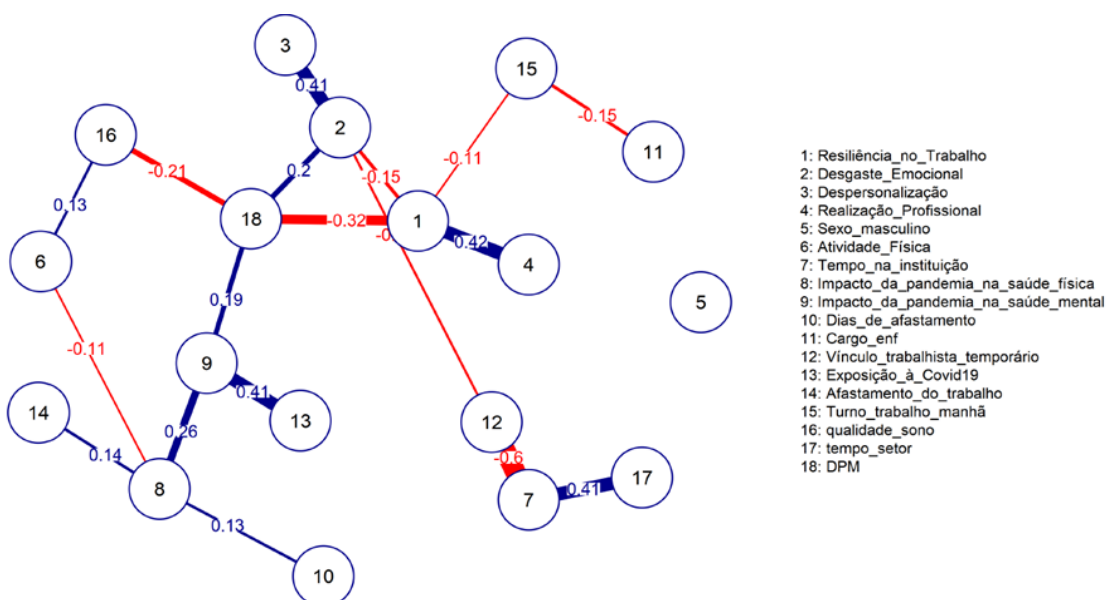 3
0.41
15
16
2
-0.15
11
-0.21
0.2
-0.15
-0.11
0.13
18
-0.32
1
6
0.42
4
5
0.19
-0.11
9
14
0.41
13
12
0.26
0.14
-0.6
17
8
7
0.41
0.13
10
1: Resiliência_no_Trabalho
2: Desgaste_Emocional
3: Despersonalização
4: Realização_Profissional
5: Sexo_masculino
6: Atividade_Física
7: Tempo_na_instituição
8: Impacto_da_pandemia_na_saúde_física
9: Impacto_da_pandemia_na_saúde_mental
10: Dias_de_afastamento
11: Cargo_enf
12: Vínculo_trabalhista_temporário
13: Exposição_à_Covid19
14: Afastamento_do_trabalho
15: Turno_trabalho_manhã
16: qualidade_sono
17: tempo_setor
18: DPM